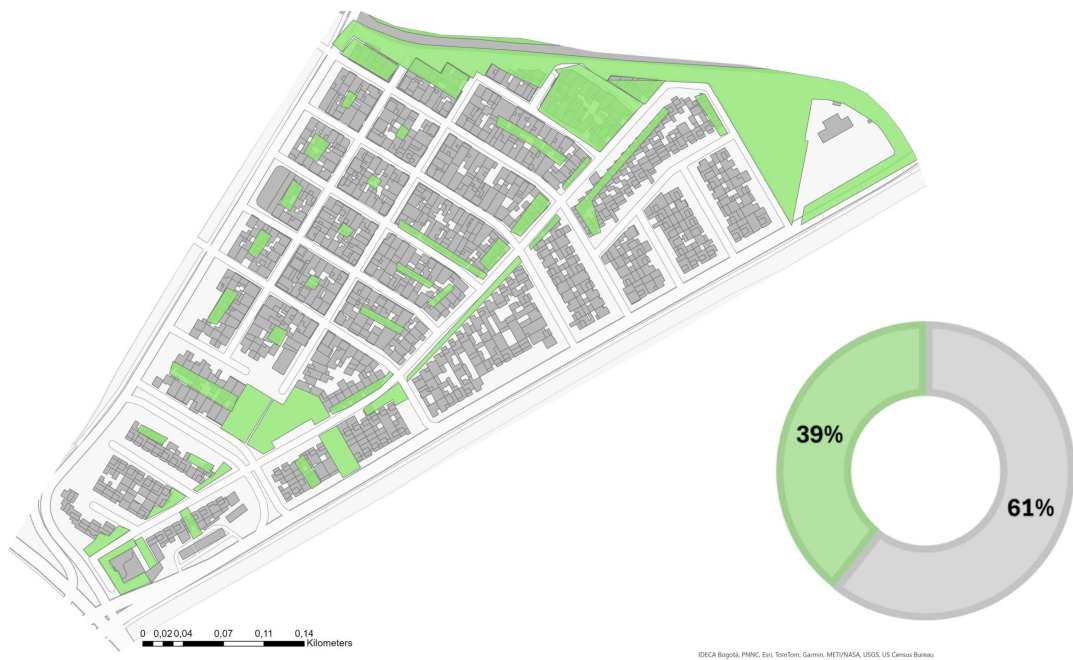 39%
61%
0 0,02 0,04 0,07 0,11 0,14
Kilometers
IDECA Bogotá, PNNC, Esri, TomTom, Garmin, METI/NASA, USGS, US Census Bureau